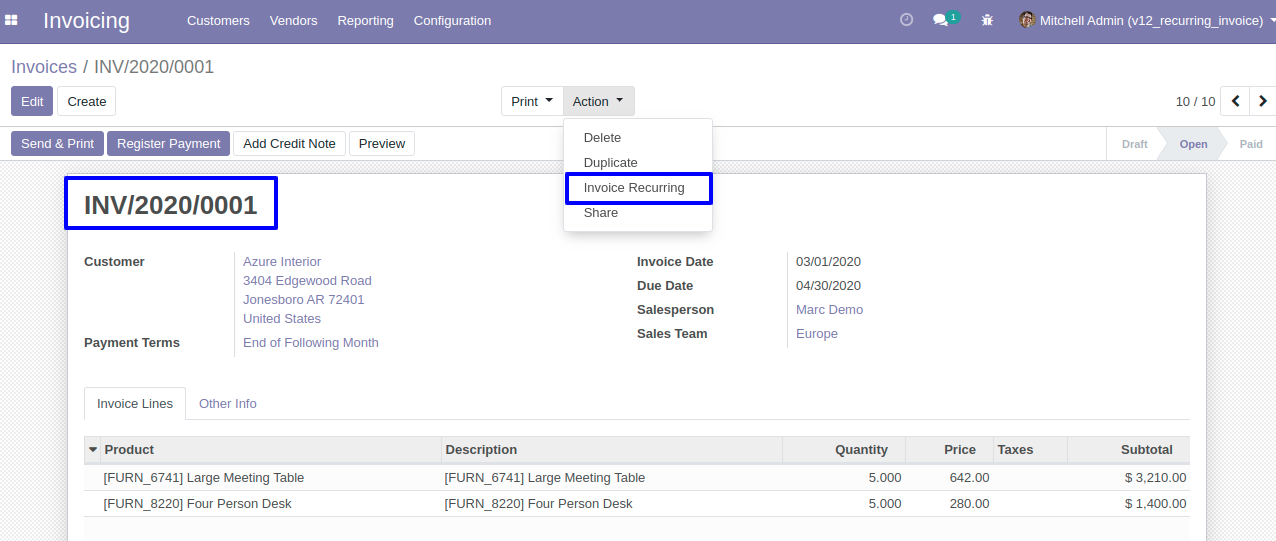 Invoicing Customers Vendors Reporting Configuration 1 Mitchell Admin (v12_recurring_invoice)
Invoices / INV/2020/0001
Edit Create Print Action 10 / 10
Delete
Duplicate
Invoice Recurring
Share
Send & Print Register Payment Add Credit Note Preview Draft Open Paid
INV/2020/0001
Customer Azure Interior
3404 Edgewood Road
Jonesboro AR 72401
United States
Payment Terms End of Following Month
Invoice Date 03/01/2020
Due Date 04/30/2020
Salesperson Marc Demo
Sales Team Europe
Invoice Lines Other Info
Product Description Quantity Price Taxes Subtotal
[FURN_6741] Large Meeting Table [FURN_6741] Large Meeting Table 5.000 642.00 $ 3,210.00
[FURN_8220] Four Person Desk [FURN_8220] Four Person Desk 5.000 280.00 $ 1,400.00